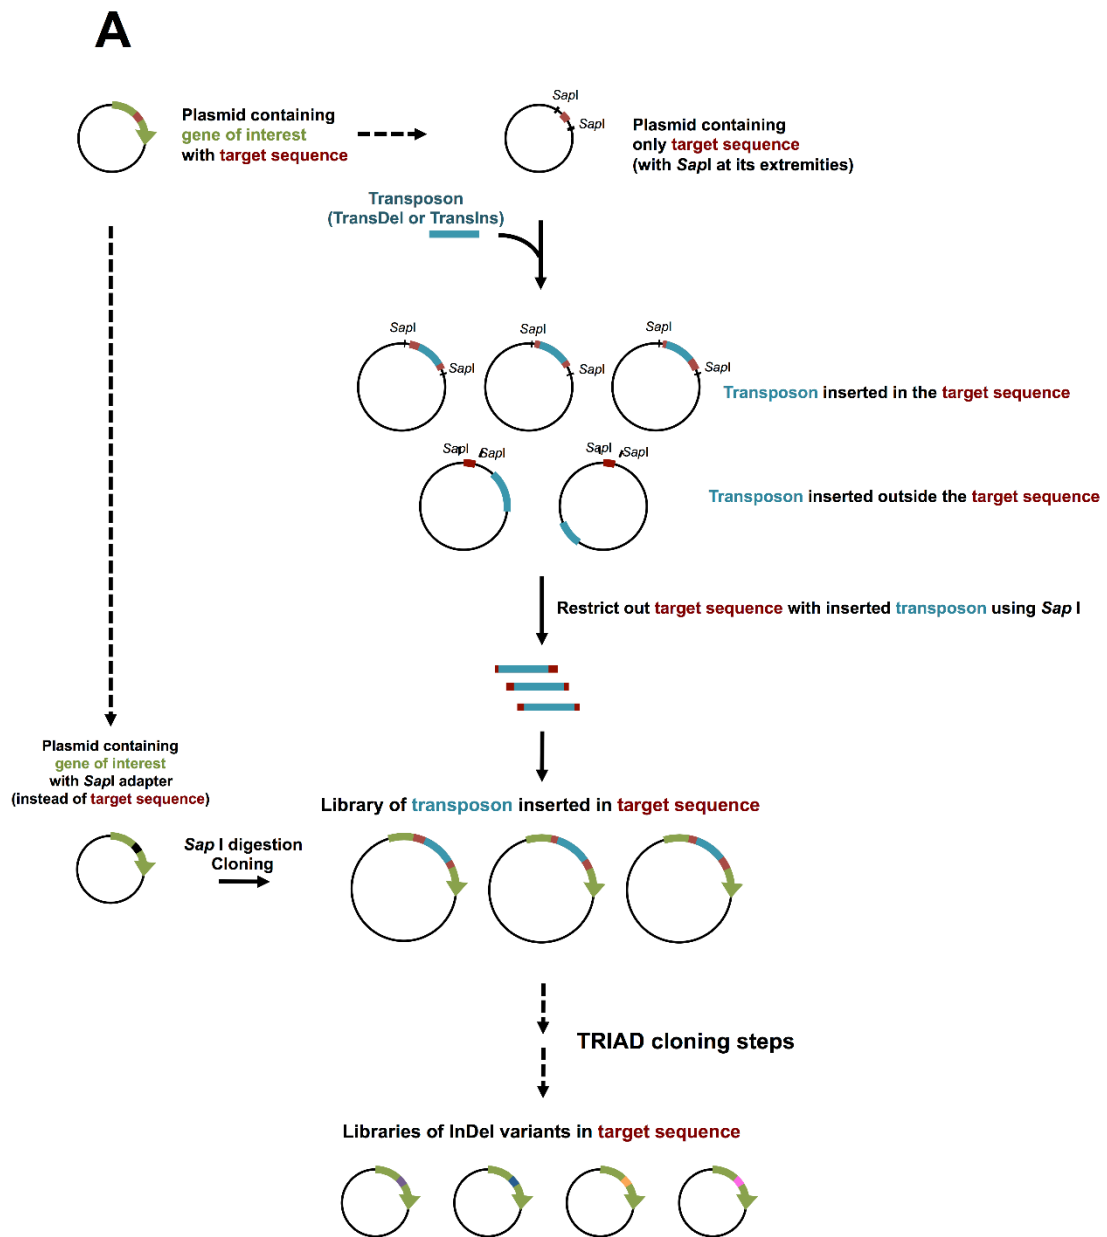 A
Plasmid containing
gene of interest
with target sequence
SapI
SapI
Plasmid containing
only target sequence
(with SapI at its extremities)
Transposon
(TransDel or TransIns)
SapI
SapI
SapI
SapI
SapI
SapI
Transposon inserted in the target sequence
SapI
SapI
SapI
SapI
Transposon inserted outside the target sequence
Restrict out target sequence with inserted transposon using Sap I
Plasmid containing
gene of interest
with SapI adapter
(instead of target sequence)
Library of transposon inserted in target sequence
Sap I digestion
Cloning
TRIAD cloning steps
Libraries of InDel variants in target sequence